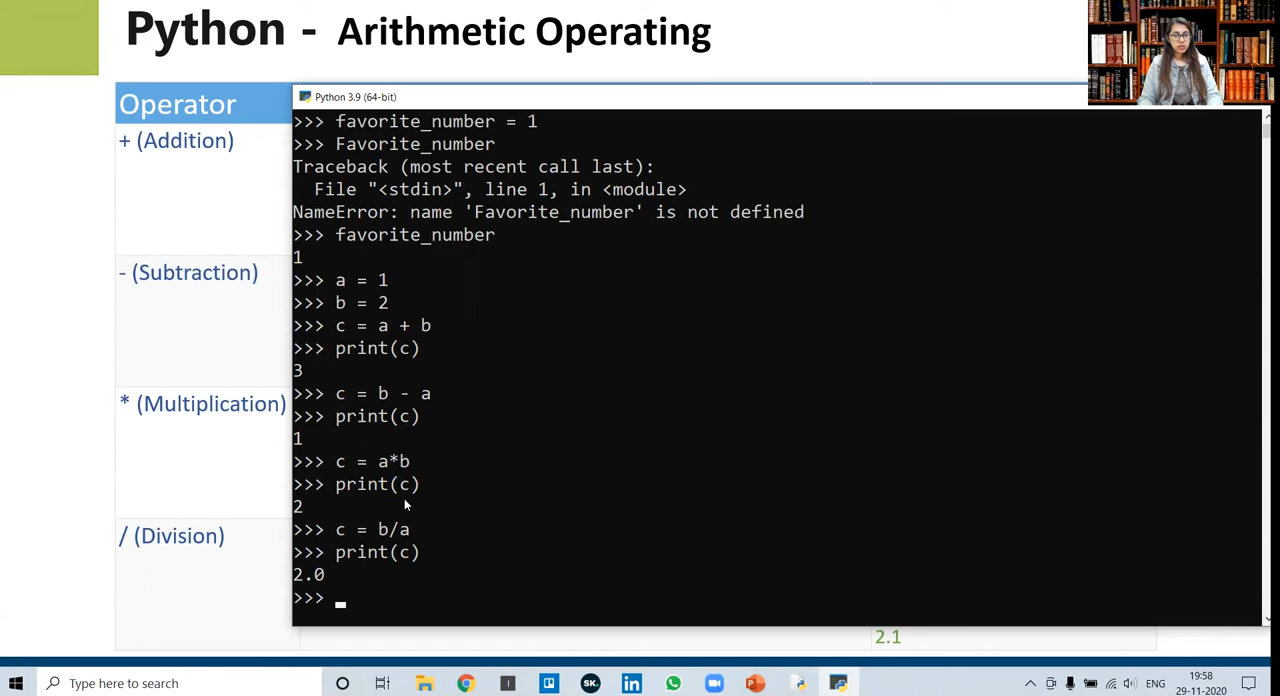 Python - Arithmetic Operating
Operator
+ (Addition)
- (Subtraction)
* (Multiplication)
/ (Division)
Python 3.9 (64-bit)
>>> favorite_number = 1
>>> Favorite_number
Traceback (most recent call last):
  File "<stdin>", line 1, in <module>
NameError: name 'Favorite_number' is not defined
>>> favorite_number
1
>>> a = 1
>>> b = 2
>>> c = a + b
>>> print(c)
3
>>> c = b - a
>>> print(c)
1
>>> c = a*b
>>> print(c)
2
>>> c = b/a
>>> print(c)
2.0
>>>
2.1
Type here to search
SK.
in
ENG
19:58
29-11-2020